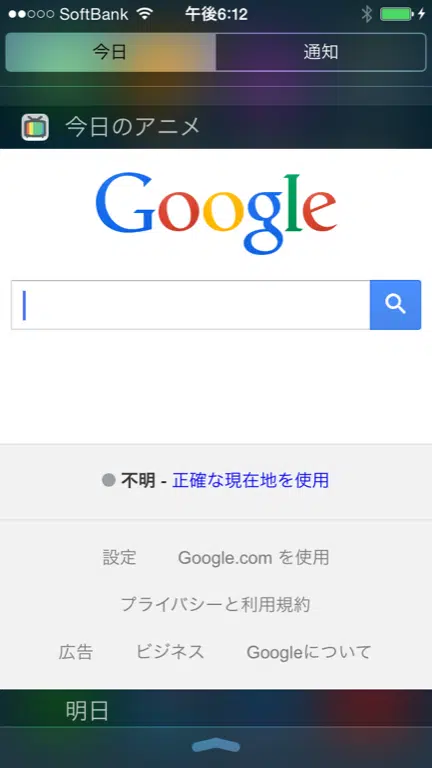 SoftBank 午後6:12
今日 通知
今日のアニメ
Google
不明 - 正確な現在地を使用
設定 Google.com を使用
プライバシーと利用規約
広告 ビジネス Googleについて
明日